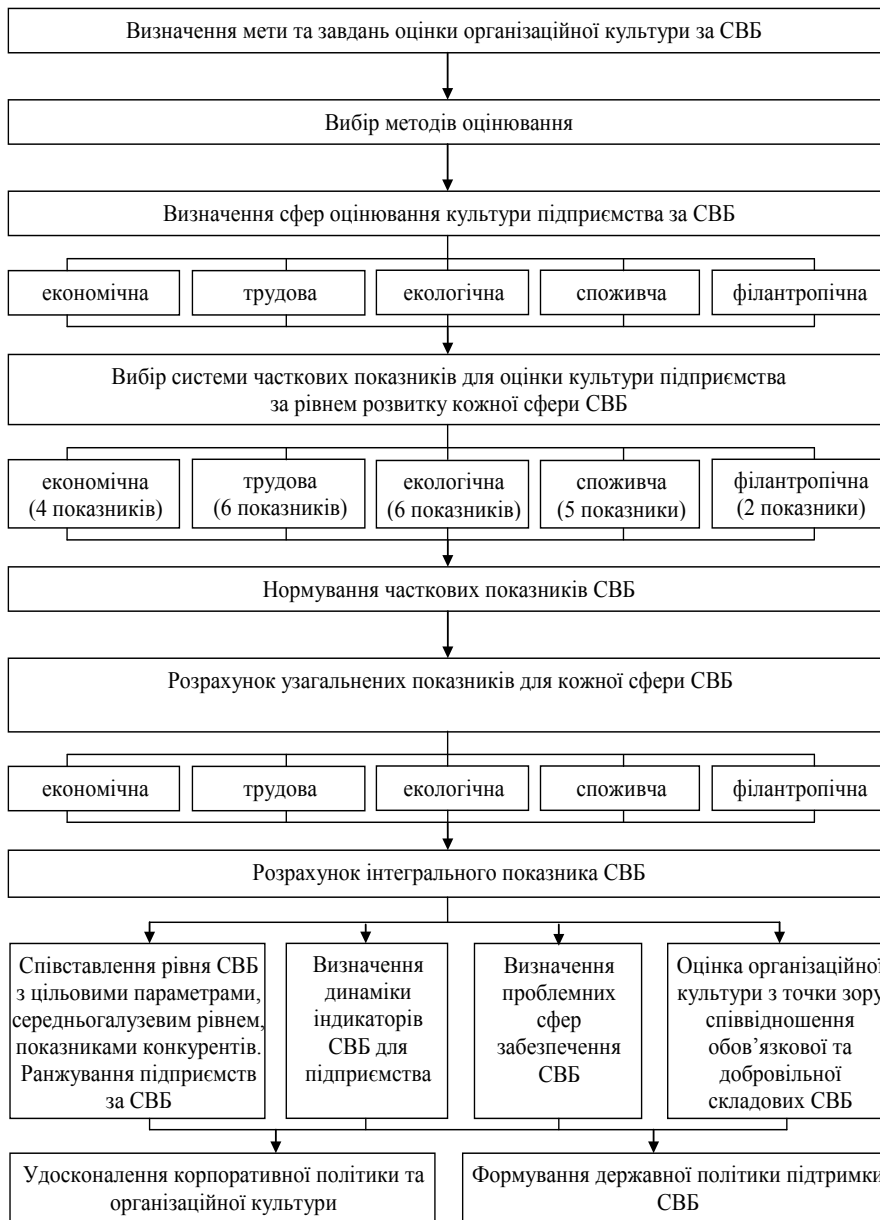 Визначення мети та завдань оцінки організаційної культури за СВБ
Вибір методів оцінювання
Визначення сфер оцінювання культури підприємства за СВБ
економічна
трудова
екологічна
споживча
філантропічна
Вибір системи часткових показників для оцінки культури підприємства
за рівнем розвитку кожної сфери СВБ
економічна
(4 показників)
трудова
(6 показників)
екологічна
(6 показників)
споживча
(5 показники)
філантропічна
(2 показники)
Нормування часткових показників СВБ
Розрахунок узагальнених показників для кожної сфери СВБ
економічна
трудова
екологічна
споживча
філантропічна
Розрахунок інтегрального показника СВБ
Співставлення рівня СВБ
з цільовими параметрами,
середньогалузевим рівнем,
показниками конкурентів.
Ранжування підприємств
за СВБ
Визначення
динаміки
індикаторів
СВБ для
підприємства
Визначення
проблемних
сфер
забезпечення
СВБ
Оцінка організаційної
культури з точки зору
співвідношення
обов’язкової та
добровільної
складових СВБ
Удосконалення корпоративної політики та
організаційної культури
Формування державної політики підтримки
СВБ